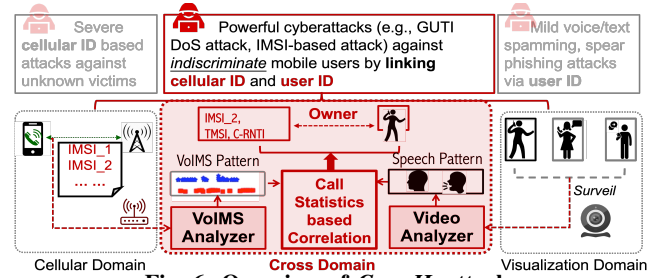 Severe
cellular ID based
attacks against
unknown victims
Powerful cyberattacks (e.g., GUTI
DoS attack, IMSI-based attack) against
indiscriminate mobile users by linking
cellular ID and user ID
Mild voice/text
spamming, spear
phishing attacks
via user ID
IMSI_1
IMSI_2
... ...
IMSI_2,
TMSI, C-RNTI
Owner
VoIMS Pattern
Speech Pattern
Call
Statistics
based
Correlation
VoIMS
Analyzer
Video
Analyzer
Surveil
Cellular Domain
Cross Domain
Visualization Domain